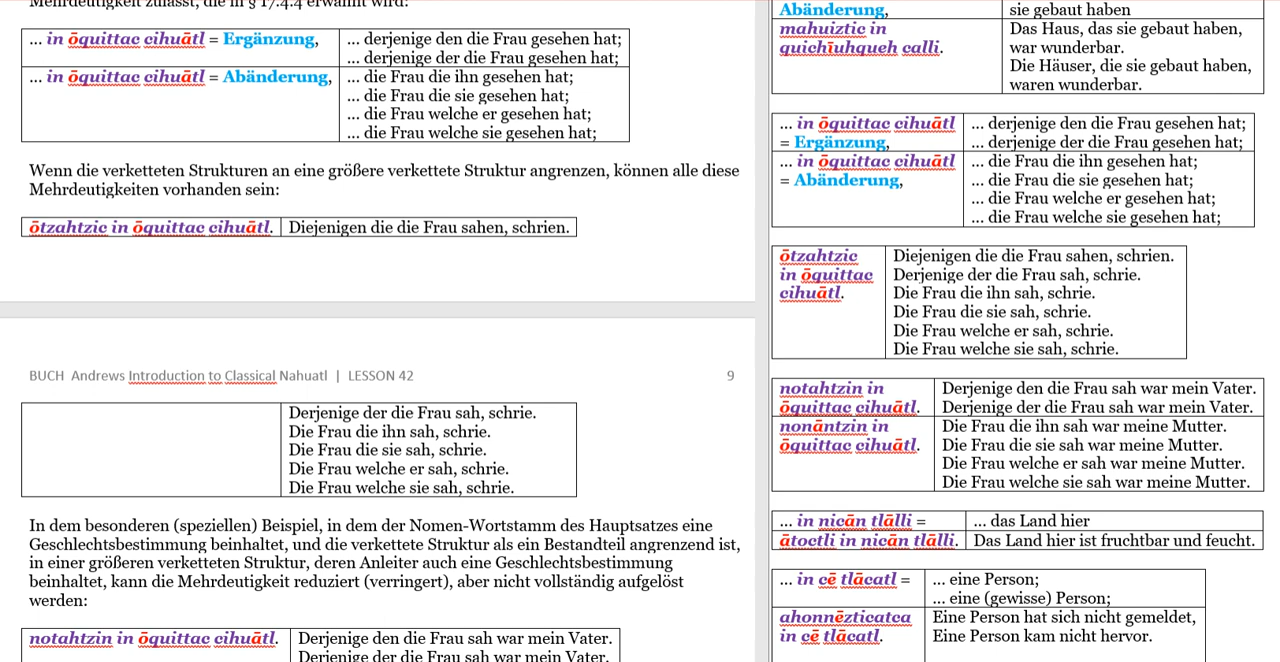 Mehrdeutigkeit zulässt, die in § 17.4.4 erwähnt wird:
... in ōquittac cihuātl = Ergänzung,
... derjenige den die Frau gesehen hat;
... derjenige der die Frau gesehen hat;
... in ōquittac cihuātl = Abänderung,
... die Frau die ihn gesehen hat;
... die Frau die sie gesehen hat;
... die Frau welche er gesehen hat;
... die Frau welche sie gesehen hat;
Wenn die verketteten Strukturen an eine größere verkettete Struktur angrenzen, können alle diese
Mehrdeutigkeiten vorhanden sein:
ōtzahtzic in ōquittac cihuātl.
Diejenigen die die Frau sahen, schrien.
BUCH Andrews Introduction to Classical Nahuatl | LESSON 42
9
Derjenige der die Frau sah, schrie.
Die Frau die ihn sah, schrie.
Die Frau die sie sah, schrie.
Die Frau welche er sah, schrie.
Die Frau welche sie sah, schrie.
In dem besonderen (speziellen) Beispiel, in dem der Nomen-Wortstamm des Hauptsatzes eine
Geschlechtsbestimmung beinhaltet, und die verkettete Struktur als ein Bestandteil angrenzend ist,
in einer größeren verketteten Struktur, deren Anleiter auch eine Geschlechtsbestimmung
beinhaltet, kann die Mehrdeutigkeit reduziert (verringert), aber nicht vollständig aufgelöst
werden:
notahtzin in ōquittac cihuātl.
Derjenige den die Frau sah war mein Vater.
Derjenige der die Frau sah war mein Vater.
Abänderung,
sie gebaut haben
mahuiztic in
quichīuhqueh calli.
Das Haus, das sie gebaut haben,
war wunderbar.
Die Häuser, die sie gebaut haben,
waren wunderbar.
... in ōquittac cihuātl
= Ergänzung,
... derjenige den die Frau gesehen hat;
... derjenige der die Frau gesehen hat;
... in ōquittac cihuātl
= Abänderung,
... die Frau die ihn gesehen hat;
... die Frau die sie gesehen hat;
... die Frau welche er gesehen hat;
... die Frau welche sie gesehen hat;
ōtzahtzic
in ōquittac
cihuātl.
Diejenigen die die Frau sahen, schrien.
Derjenige der die Frau sah, schrie.
Die Frau die ihn sah, schrie.
Die Frau die sie sah, schrie.
Die Frau welche er sah, schrie.
Die Frau welche sie sah, schrie.
notahtzin in
ōquittac cihuātl.
Derjenige den die Frau sah war mein Vater.
Derjenige der die Frau sah war mein Vater.
nonāntzin in
ōquittac cihuātl.
Die Frau die ihn sah war meine Mutter.
Die Frau die sie sah war meine Mutter.
Die Frau welche er sah war meine Mutter.
Die Frau welche sie sah war meine Mutter.
... in nicān tlālli =
... das Land hier
ātoctli in nicān tlālli.
Das Land hier ist fruchtbar und feucht.
... in cē tlācatl =
... eine Person;
... eine (gewisse) Person;
ahonnēzticatca
in cē tlācatl.
Eine Person hat sich nicht gemeldet,
Eine Person kam nicht hervor.